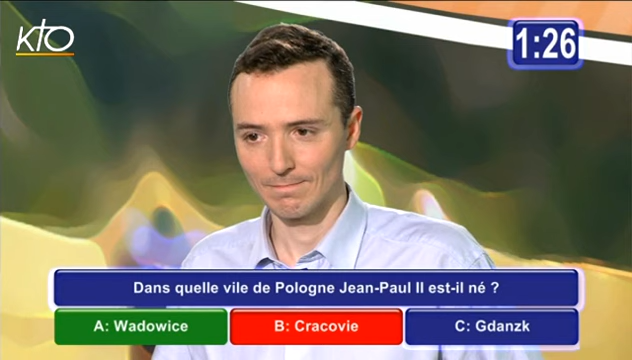 kto
1:26
Dans quelle vile de Pologne Jean-Paul II est-il né ?
A: Wadowice
B: Cracovie
C: Gdanzk